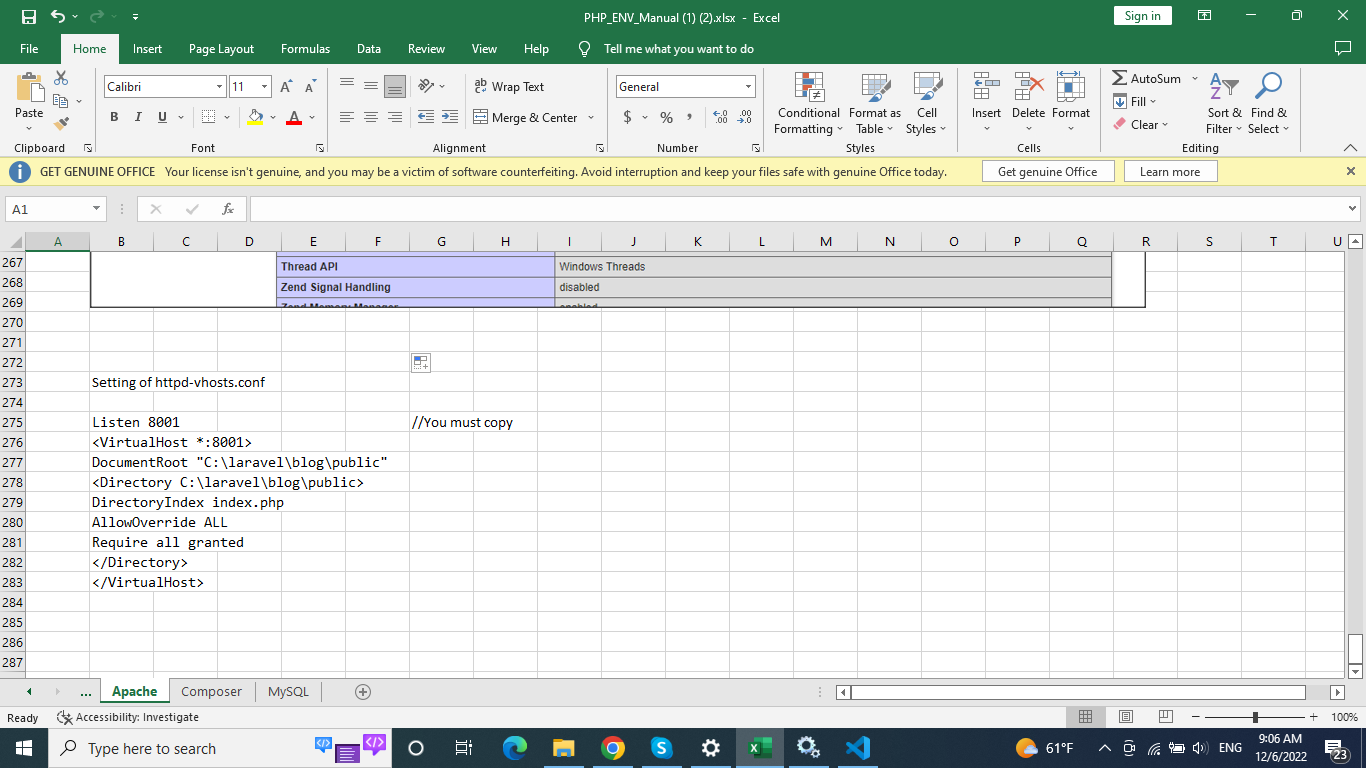 PHP_ENV_Manual (1) (2).xlsx - Excel
Sign in
File Home Insert Page Layout Formulas Data Review View Help Tell me what you want to do
Paste
Clipboard
Calibri 11
B I U
Font
Wrap Text
Merge & Center
Alignment
General
$ % ,
Number
Conditional Formatting
Format as Table
Cell Styles
Styles
Insert Delete Format
Cells
AutoSum
Fill
Clear
Sort & Filter
Find & Select
Editing
GET GENUINE OFFICE Your license isn't genuine, and you may be a victim of software counterfeiting. Avoid interruption and keep your files safe with genuine Office today. Get genuine Office Learn more
A1 fx
A B C D E F G H I J K L M N O P Q R S T U
267 Thread API Windows Threads
268 Zend Signal Handling disabled
269 Zend Memory Manager enabled
270
271
272
273 Setting of httpd-vhosts.conf
274
275 Listen 8001 //You must copy
276 <VirtualHost *:8001>
277 DocumentRoot "C:\laravel\blog\public"
278 <Directory C:\laravel\blog\public>
279 DirectoryIndex index.php
280 AllowOverride ALL
281 Require all granted
282 </Directory>
283 </VirtualHost>
284
285
286
287
... Apache Composer MySQL
Ready Accessibility: Investigate 100%
Type here to search
61°F ENG 9:06 AM
12/6/2022 23